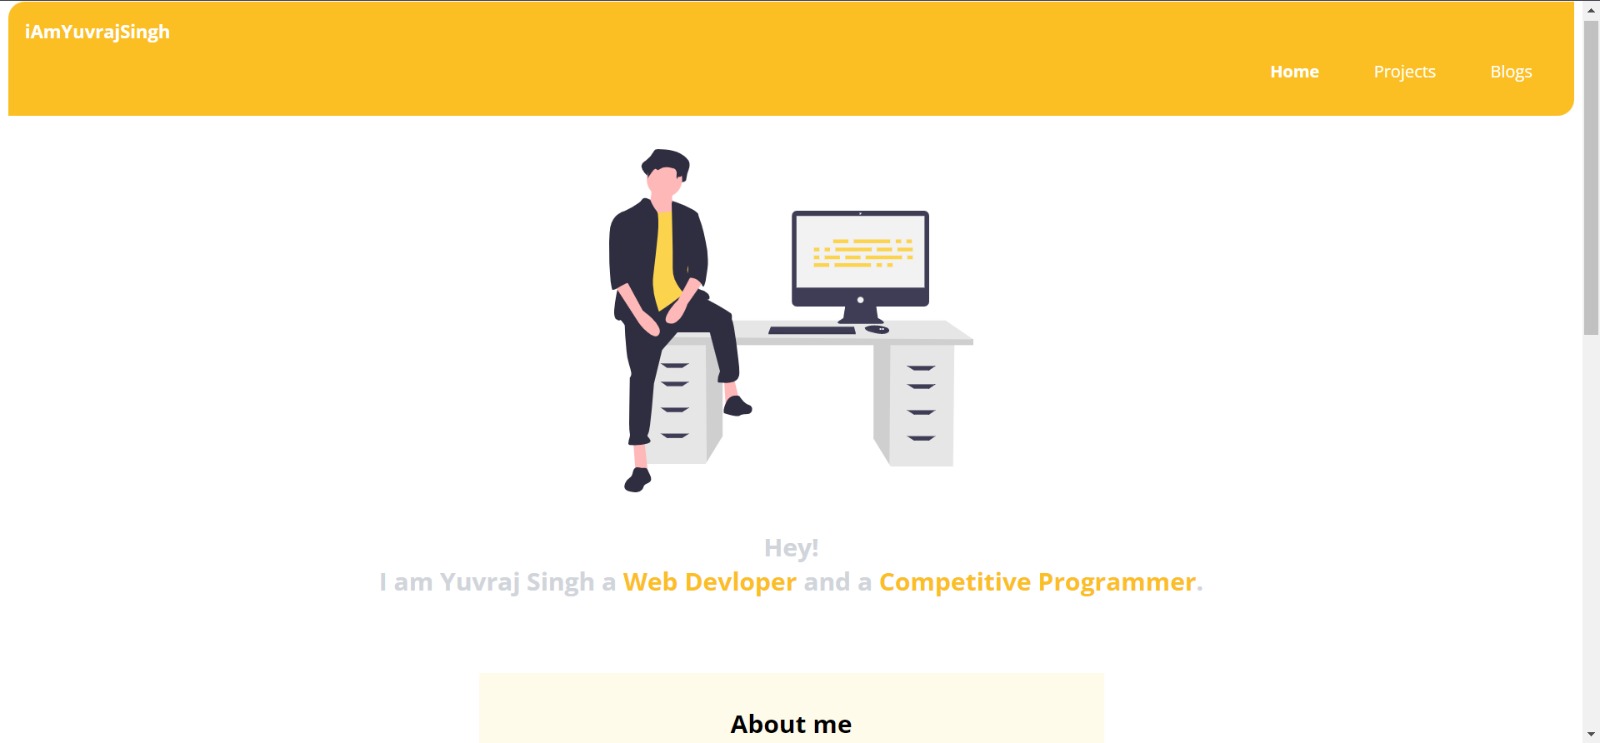 iAmYuvrajSingh
Home Projects Blogs
Hey!
I am Yuvraj Singh a Web Devloper and a Competitive Programmer.
About me